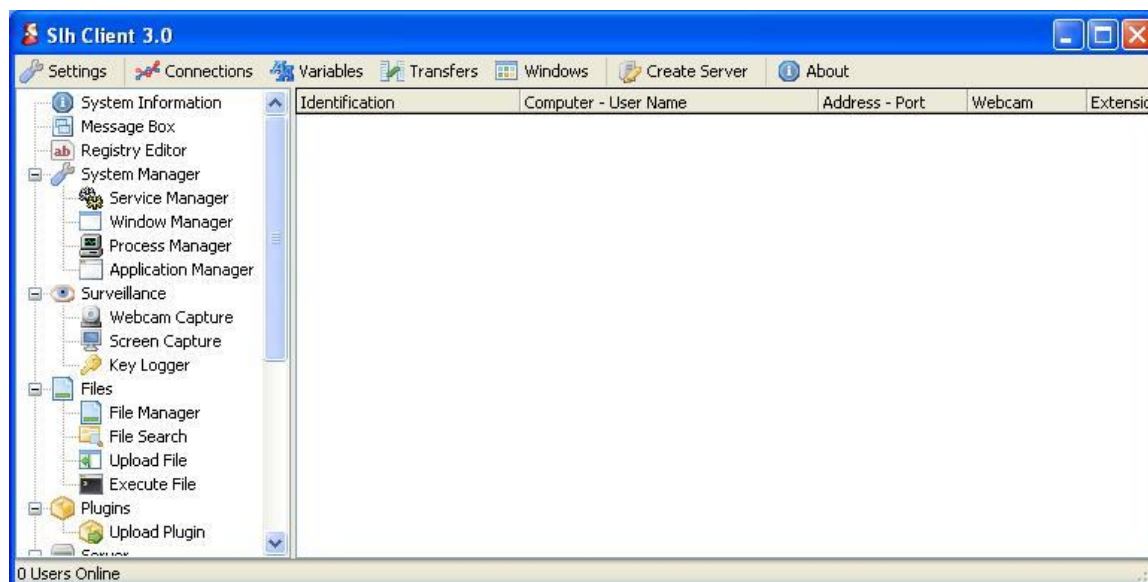 Slh Client 3.0
Settings Connections Variables Transfers Windows Create Server About
Identification Computer - User Name Address - Port Webcam Extensio
System Information
Message Box
ab Registry Editor
System Manager
Service Manager
Window Manager
Process Manager
Application Manager
Surveillance
Webcam Capture
Screen Capture
Key Logger
Files
File Manager
File Search
Upload File
Execute File
Plugins
Upload Plugin
Server
0 Users Online